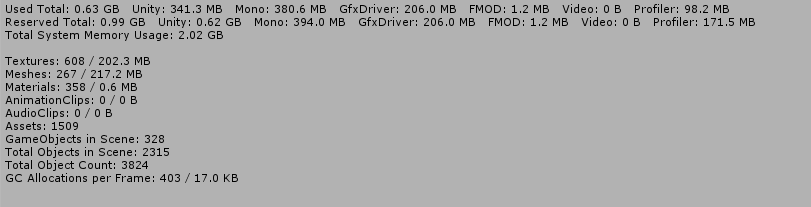 Used Total: 0.63 GB   Unity: 341.3 MB   Mono: 380.6 MB   GfxDriver: 206.0 MB   FMOD: 1.2 MB   Video: 0 B   Profiler: 98.2 MB
Reserved Total: 0.99 GB   Unity: 0.62 GB   Mono: 394.0 MB   GfxDriver: 206.0 MB   FMOD: 1.2 MB   Video: 0 B   Profiler: 171.5 MB
Total System Memory Usage: 2.02 GB
Textures: 608 / 202.3 MB
Meshes: 267 / 217.2 MB
Materials: 358 / 0.6 MB
AnimationClips: 0 / 0 B
AudioClips: 0 / 0 B
Assets: 1509
GameObjects in Scene: 328
Total Objects in Scene: 2315
Total Object Count: 3824
GC Allocations per Frame: 403 / 17.0 KB